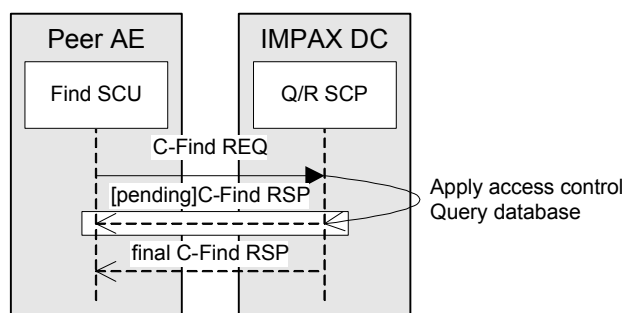 Peer AE
IMPAX DC
Find SCU
Q/R SCP
C-Find REQ
[pending]C-Find RSP
Apply access control
Query database
final C-Find RSP